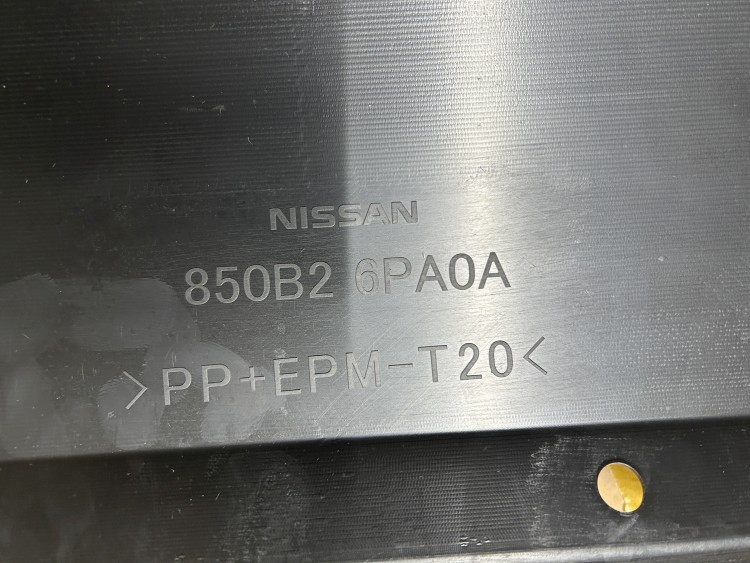 NISSAN
850B2 6PA0A
>PP+EPM-T20<